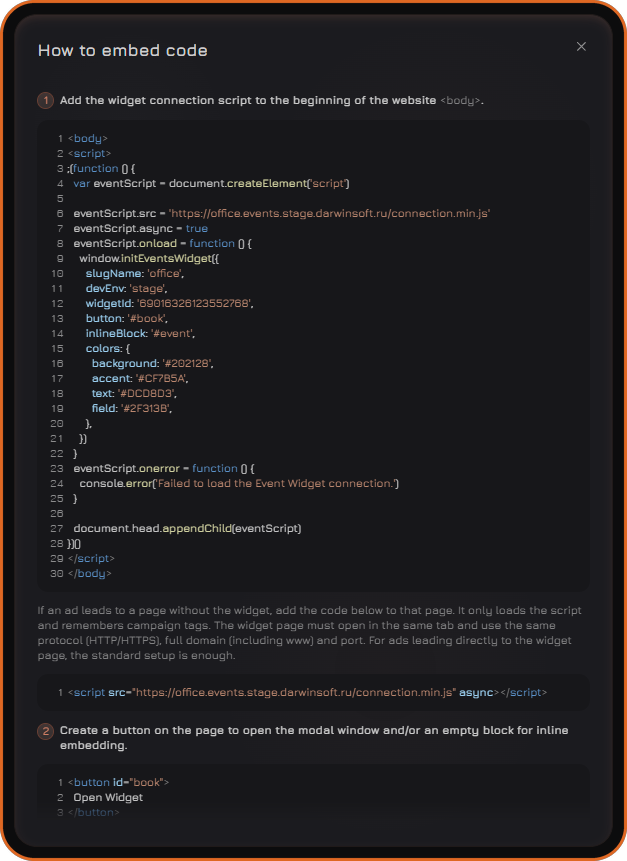 How to embed code
1 Add the widget connection script to the beginning of the website <body>.
1 <body>
2 <script>
3 ;(function () {
4 var eventScript = document.createElement('script')
5
6 eventScript.src = 'https://office.events.stage.darwinsoft.ru/connection.min.js'
7 eventScript.async = true
8 eventScript.onload = function () {
9 window.initEventsWidget({
10 slugName: 'office',
11 devEnv: 'stage',
12 widgetId: '69016326123552768',
13 button: '#book',
14 inlineBlock: '#event',
15 colors: {
16 background: '#202128',
17 accent: '#CF7B5A',
18 text: '#DCD8D3',
19 field: '#2F313B',
20 },
21 })
22 }
23 eventScript.onerror = function () {
24 console.error('Failed to load the Event Widget connection.')
25 }
26
27 document.head.appendChild(eventScript)
28 })()
29 </script>
30 </body>
If an ad leads to a page without the widget, add the code below to that page. It only loads the script
and remembers campaign tags. The widget page must open in the same tab and use the same
protocol (HTTP/HTTPS), full domain (including www) and port. For ads leading directly to the widget
page, the standard setup is enough.
1 <script src="https://office.events.stage.darwinsoft.ru/connection.min.js" async></script>
2 Create a button on the page to open the modal window and/or an empty block for inline
embedding.
1 <button id="book">
2 Open Widget
3 </button>